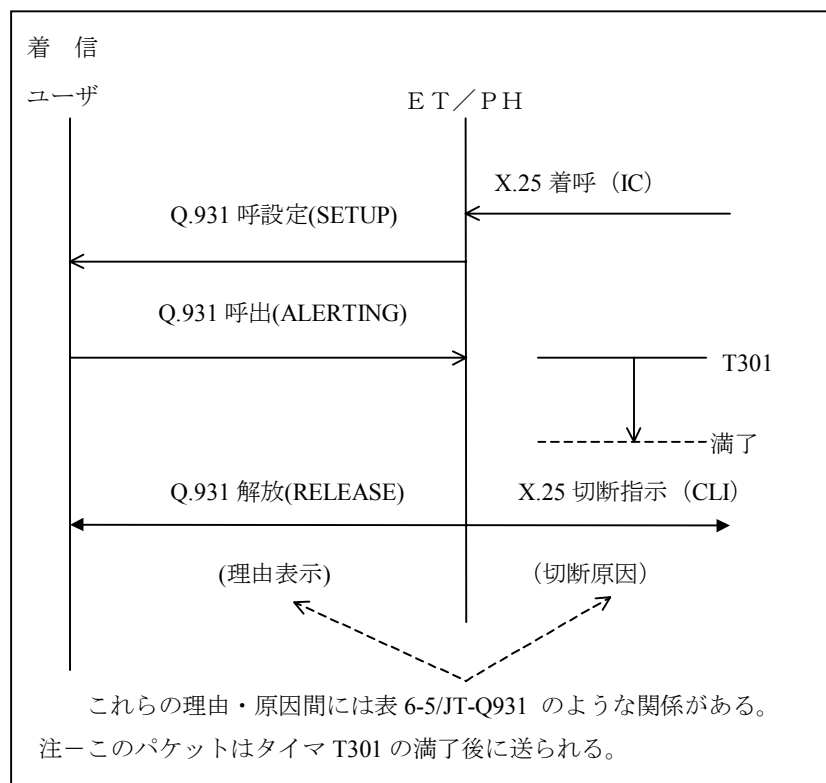 着 信
ユーザ
ET/PH
X.25 着呼（IC）
Q.931 呼設定(SETUP)
Q.931 呼出(ALERTING)
T301
満了
Q.931 解放(RELEASE)
X.25 切断指示（CLI）
(理由表示)
（切断原因）
これらの理由・原因間には表 6-5/JT-Q931 のような関係がある。
注－このパケットはタイマ T301 の満了後に送られる。